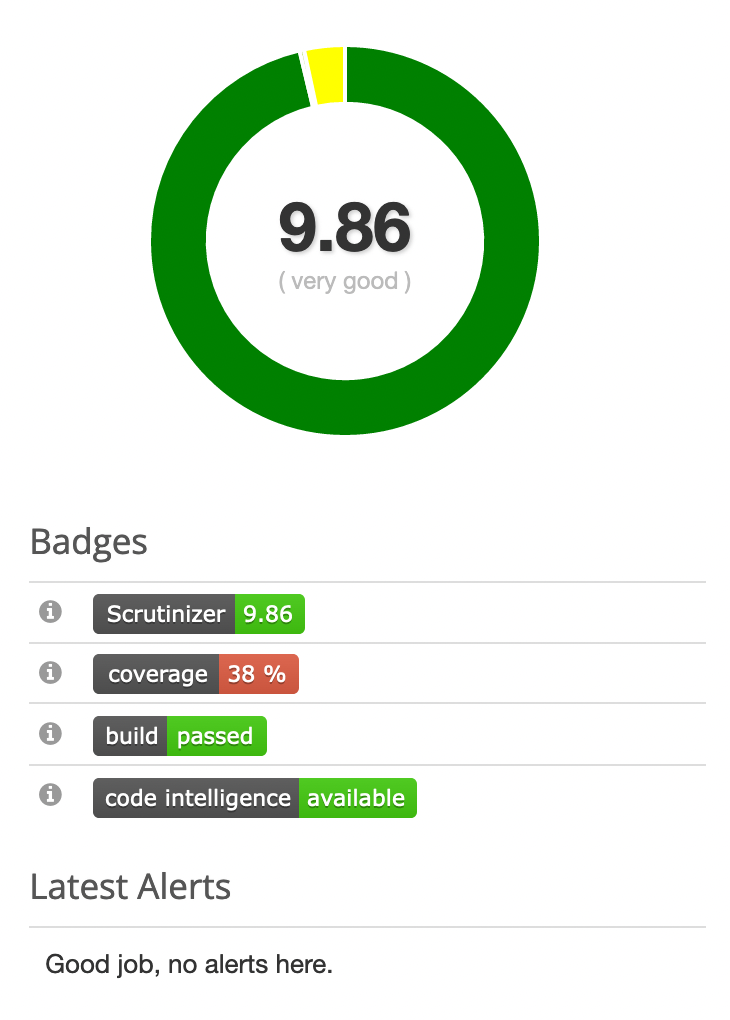 9.86
( very good )
Badges
Scrutinizer 9.86
coverage 38 %
build passed
code intelligence available
Latest Alerts
Good job, no alerts here.